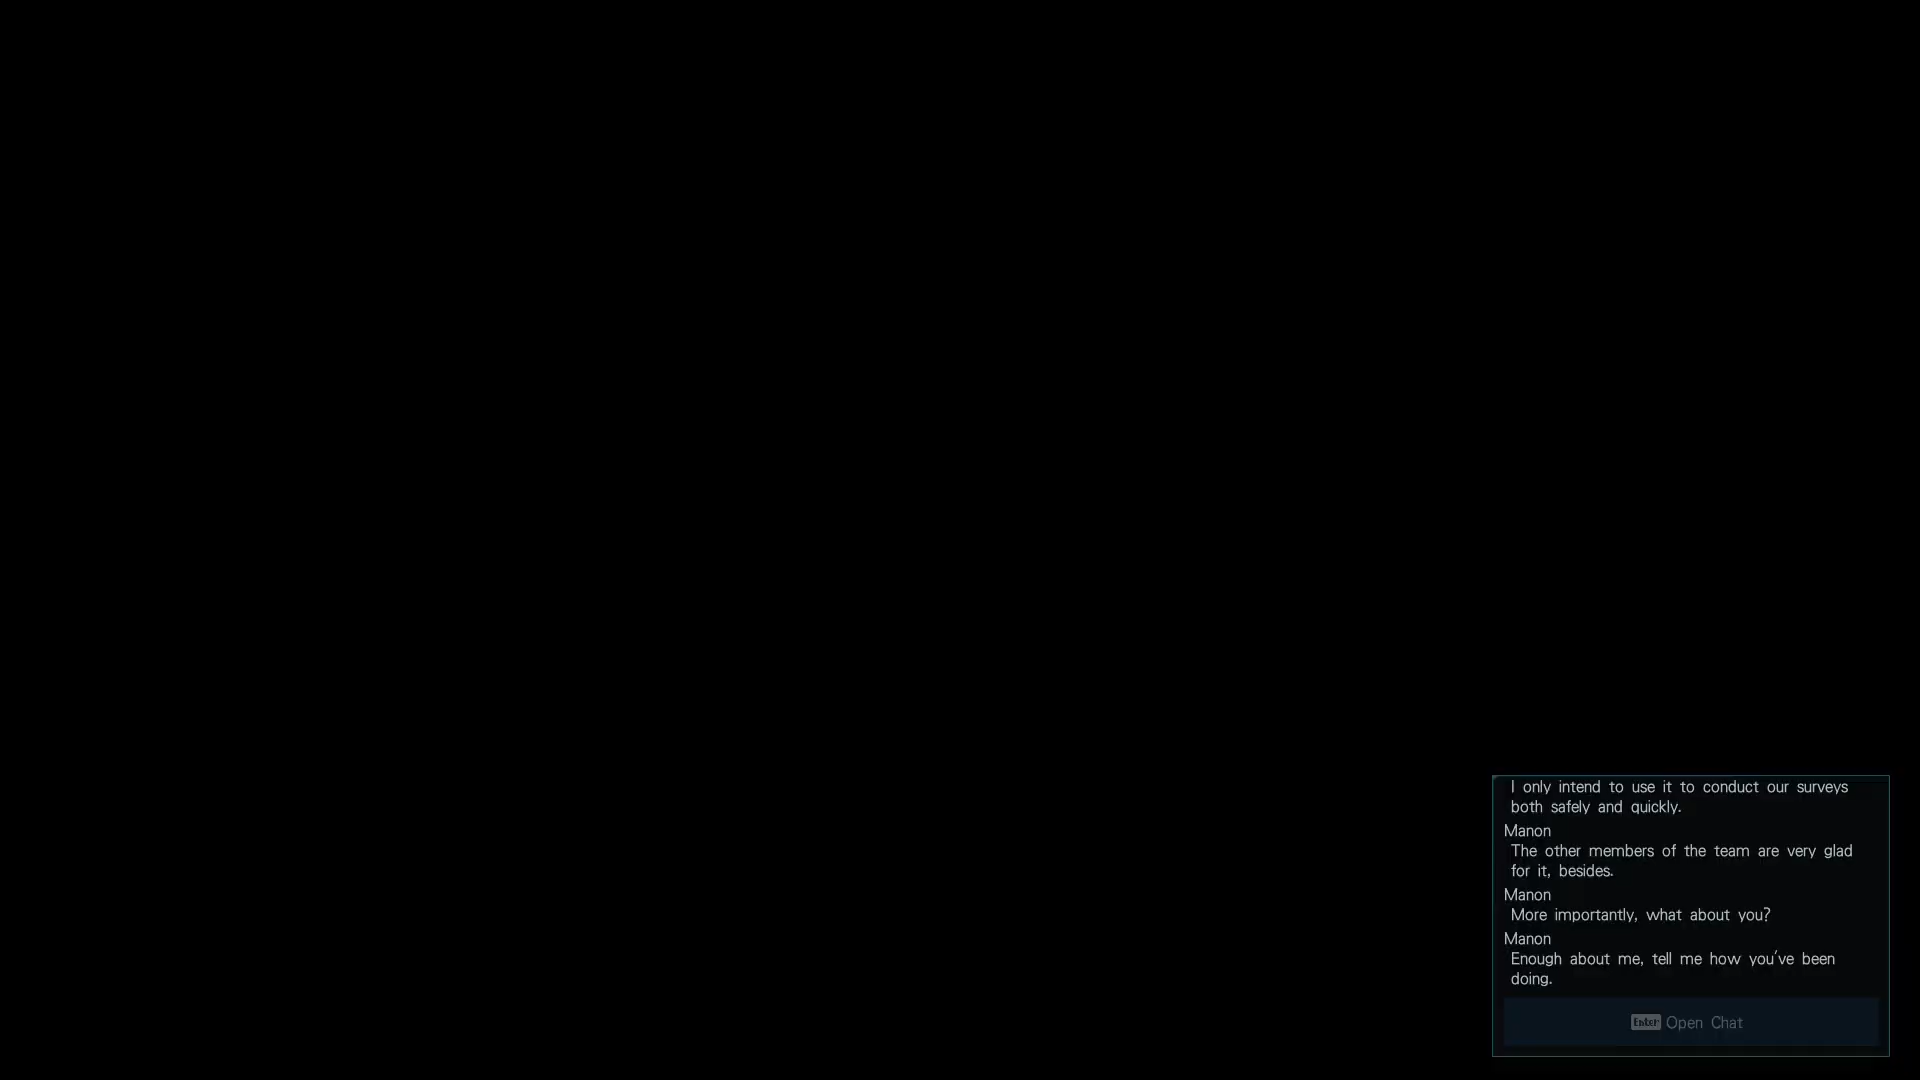 I only intend to use it to conduct our surveys
both safely and quickly.
Manon
The other members of the team are very glad
for it, besides.
Manon
More importantly, what about you?
Manon
Enough about me, tell me how you've been
doing.
Enter Open Chat